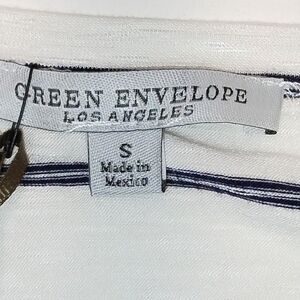 GREEN ENVELOPE
LOS ANGELES
S
Made in
Mexico